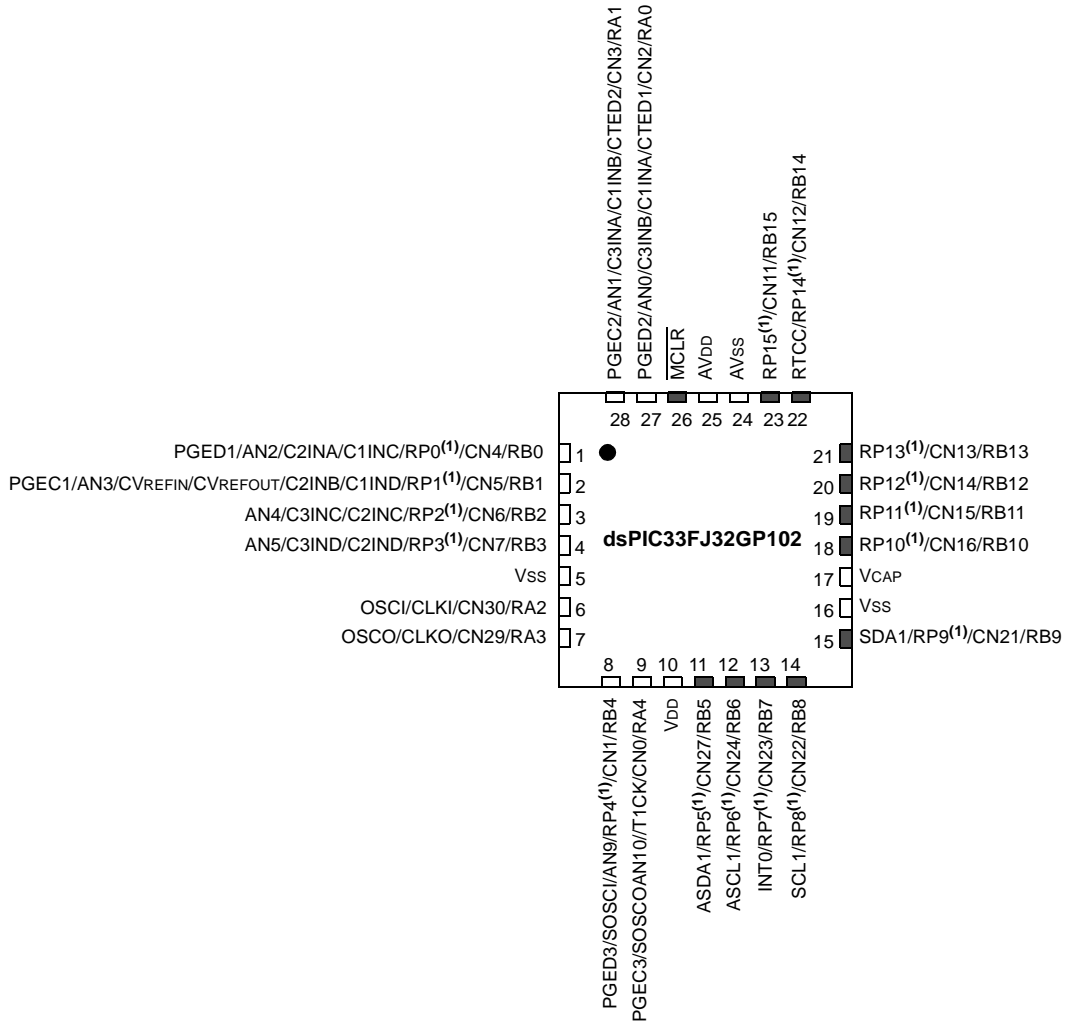 PGEC2/AN1/C3INA/C1INB/CTED2/CN3/RA1
PGED2/AN0/C3INB/C1INA/CTED1/CN2/RA0
MCLR
AVDD
AVSS
RP15(1)/CN11/RB15
RTCC/RP14(1)/CN12/RB14
28 27 26 25 24 23 22
PGED1/AN2/C2INA/C1INC/RP0(1)/CN4/RB0 1
PGEC1/AN3/CVREFIN/CVREFOUT/C2INB/C1IND/RP1(1)/CN5/RB1 2
AN4/C3INC/C2INC/RP2(1)/CN6/RB2 3
AN5/C3IND/C2IND/RP3(1)/CN7/RB3 4
VSS 5
OSCI/CLKI/CN30/RA2 6
OSCO/CLKO/CN29/RA3 7
dsPIC33FJ32GP102
21 RP13(1)/CN13/RB13
20 RP12(1)/CN14/RB12
19 RP11(1)/CN15/RB11
18 RP10(1)/CN16/RB10
17 VCAP
16 VSS
15 SDA1/RP9(1)/CN21/RB9
8 9 10 11 12 13 14
PGED3/SOSCI/AN9/RP4(1)/CN1/RB4
PGEC3/SOSCOAN10//T1CK/CN0/RA4
VDD
ASDA1/RP5(1)/CN27/RB5
ASCL1/RP6(1)/CN24/RB6
INT0/RP7(1)/CN23/RB7
SCL1/RP8(1)/CN22/RB8